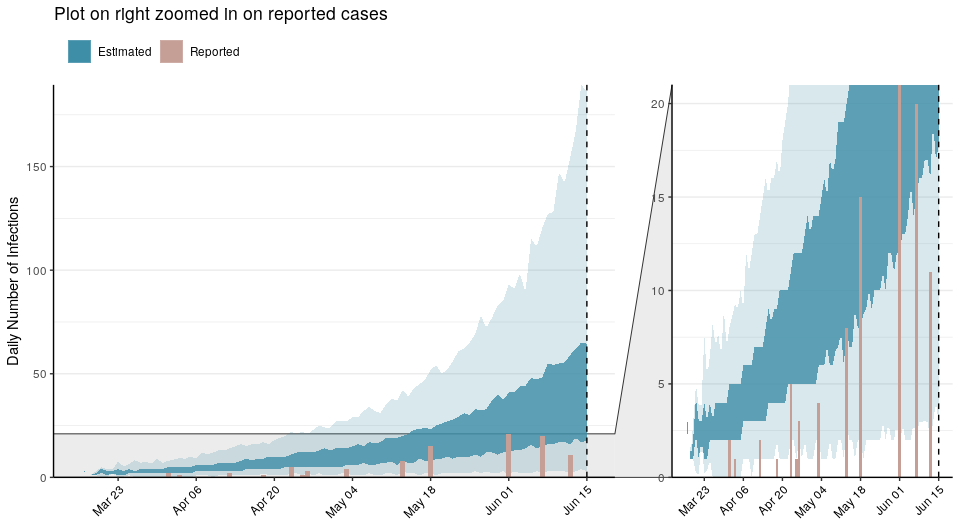 Plot on right zoomed in on reported cases
Estimated Reported
Daily Number of Infections
150
100
50
0
Mar 23 Apr 06 Apr 20 May 04 May 18 Jun 01 Jun 15
20
15
10
5
0
Mar 23 Apr 06 Apr 20 May 04 May 18 Jun 01 Jun 15